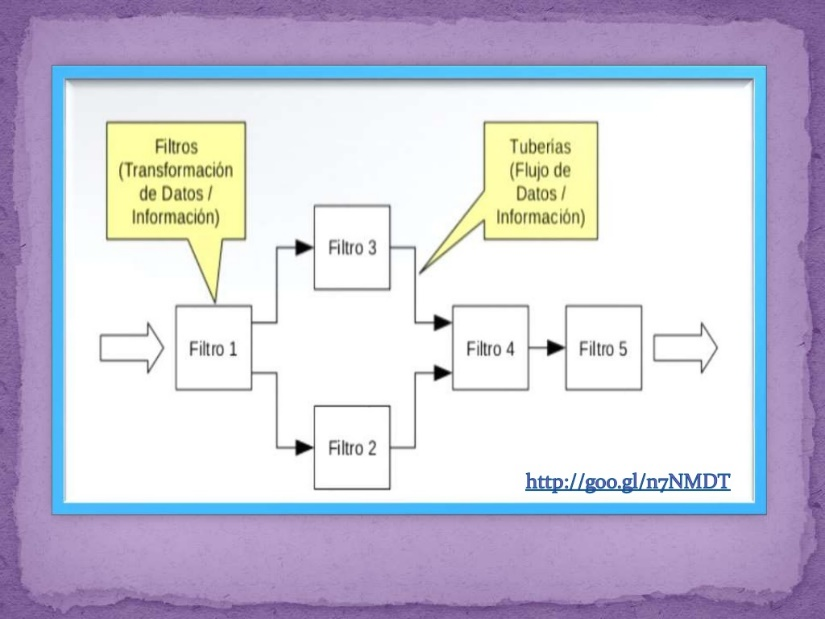 Filtros
(Transformación
de Datos /
Información)
Tuberías
(Flujo de
Datos /
Información)
Filtro 3
Filtro 1
Filtro 4
Filtro 5
Filtro 2
http://goo.gl/n7NMDT